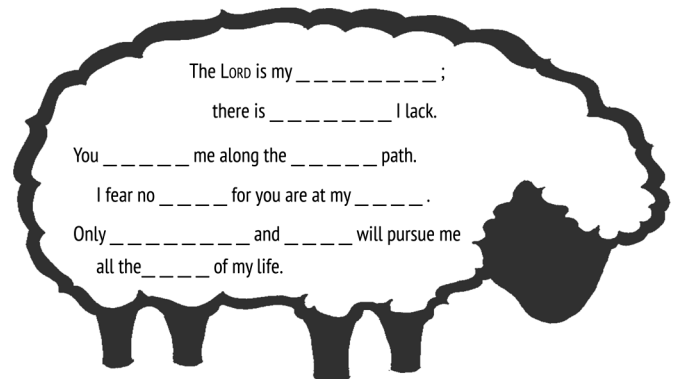 The LORD is my _ _ _ _ _ _ _ _ ;
there is _ _ _ _ _ _ _ I lack.
You _ _ _ _ _ me along the _ _ _ _ _ path.
I fear no _ _ _ _ for you are at my _ _ _ _ .
Only _ _ _ _ _ _ _ _ and _ _ _ _ will pursue me
all the_ _ _ _ of my life.